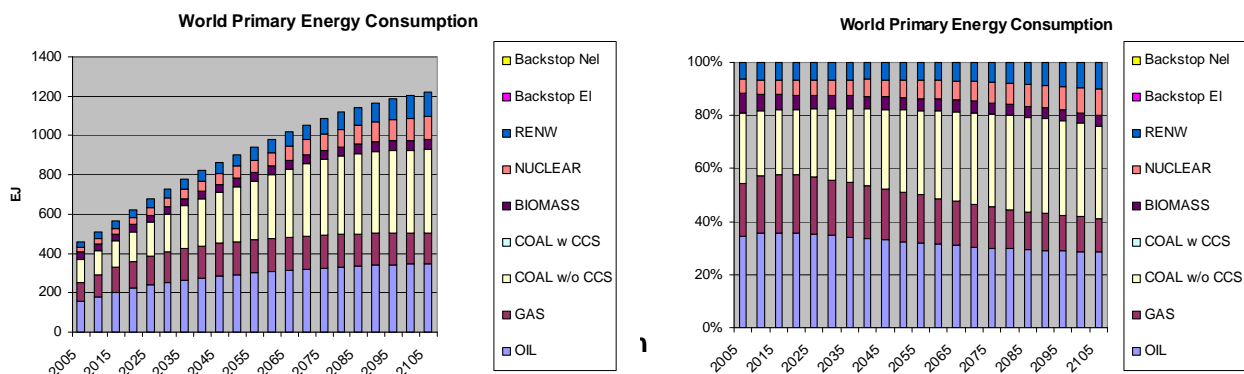 World Primary Energy Consumption
1400
1200
1000
800
600
400
200
0
EJ
2005
2015
2025
2035
2045
2055
2065
2075
2085
2095
2105
Backstop Nel
Backstop El
RENW
NUCLEAR
BIOMASS
COAL w CCS
COAL w/o CCS
GAS
OIL
n
World Primary Energy Consumption
100%
80%
60%
40%
20%
0%
2005
2015
2025
2035
2045
2055
2065
2075
2085
2095
2105
Backstop Nel
Backstop El
RENW
NUCLEAR
BIOMASS
COAL w CCS
COAL w/o CCS
GAS
OIL